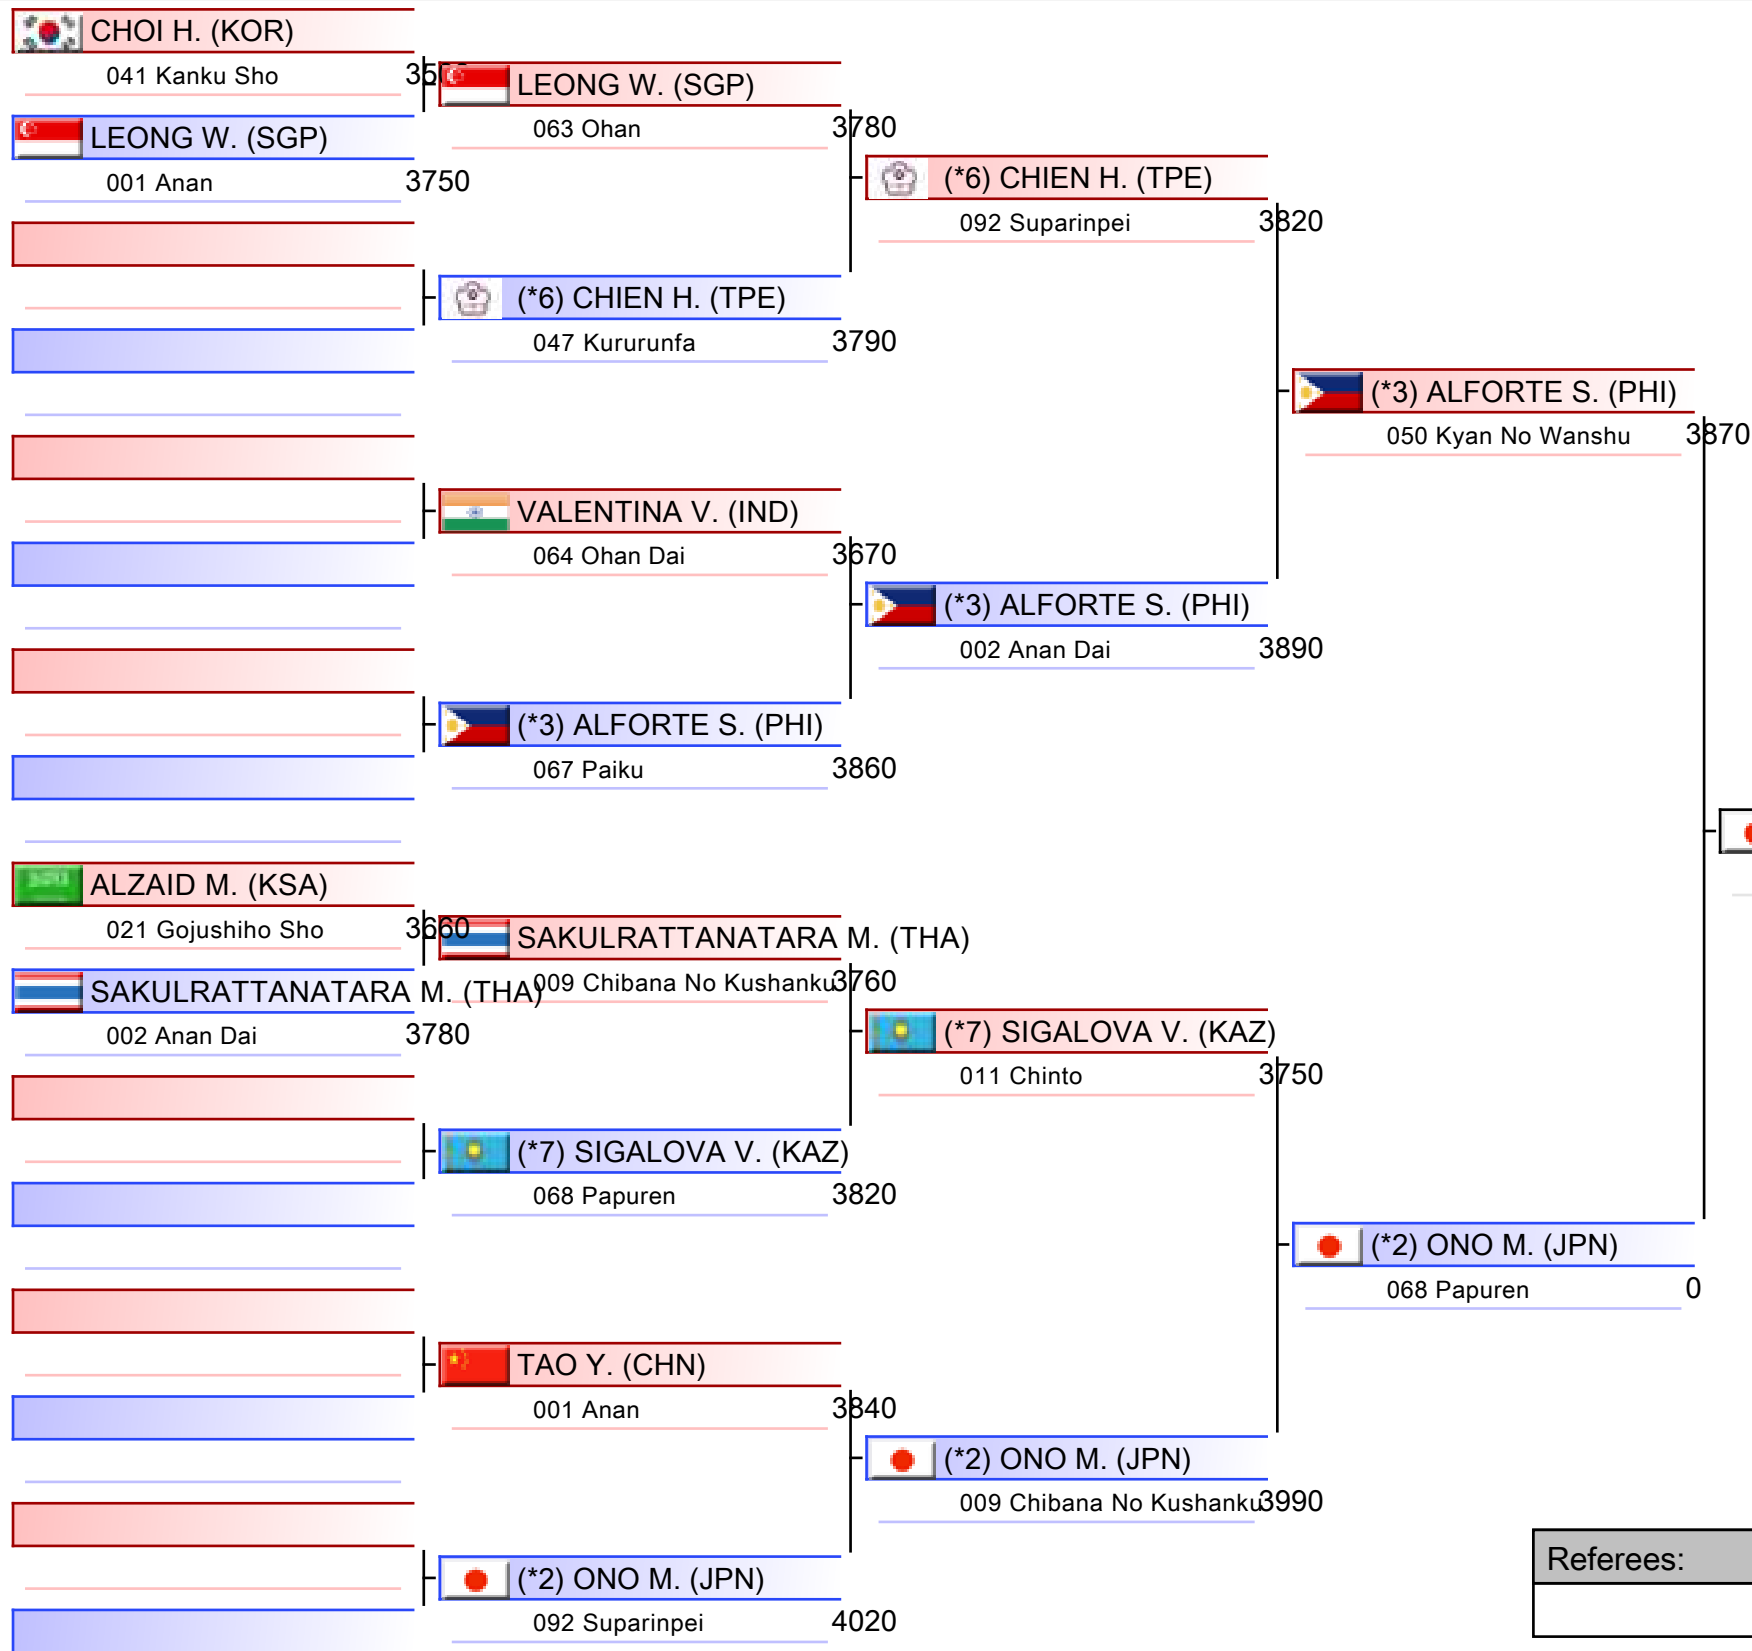 CHOI H. (KOR)
041 Kanku Sho
LEONG W. (SGP)
001 Anan 3750
ALZAID M. (KSA)
021 Gojushiho Sho 3660
SAKULRATTANATARA M. (THA)
002 Anan Dai 3780
LEONG W. (SGP)
063 Ohan 3780
(*6) CHIEN H. (TPE)
047 Kururunfa 3790
VALENTINA V. (IND)
064 Ohan Dai 3670
(*3) ALFORTE S. (PHI)
067 Paiku 3860
SAKULRATTANATARA M. (THA)
009 Chibana No Kushanku 3760
(*7) SIGALOVA V. (KAZ)
068 Papuren 3820
TAO Y. (CHN)
001 Anan 3840
(*2) ONO M. (JPN)
092 Suparinpei 4020
(*6) CHIEN H. (TPE)
092 Suparinpei 3820
(*3) ALFORTE S. (PHI)
002 Anan Dai 3890
(*7) SIGALOVA V. (KAZ)
011 Chinto 3750
(*2) ONO M. (JPN)
009 Chibana No Kushanku 3990
(*3) ALFORTE S. (PHI)
050 Kyan No Wanshu 3870
(*2) ONO M. (JPN)
068 Papuren 0
Referees: